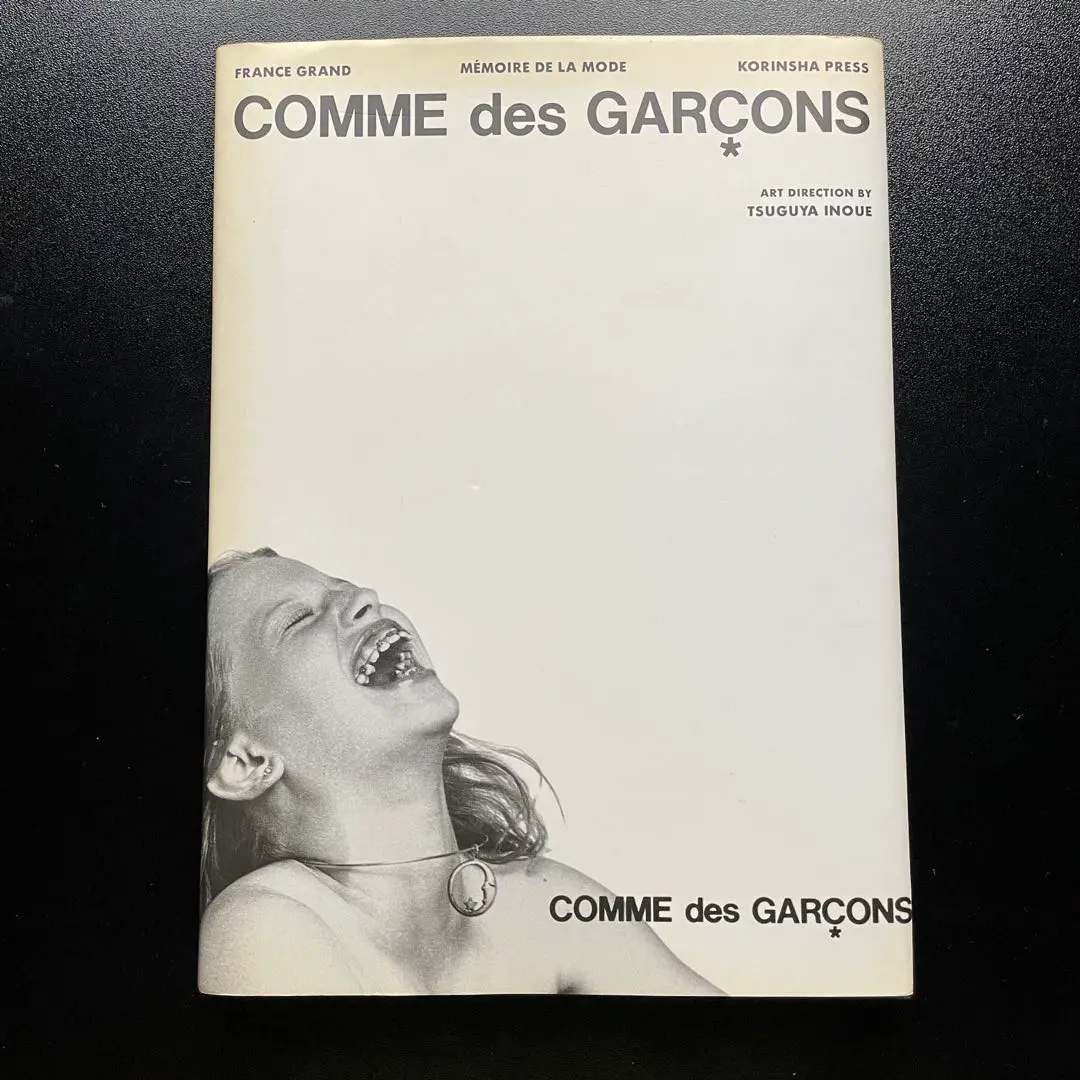 FRANCE GRAND MÉMOIRE DE LA MODE KORINSHA PRESS
COMME des GARÇONS
*
ART DIRECTION BY
TSUGUYA INOUE
COMME des GARÇONS
*